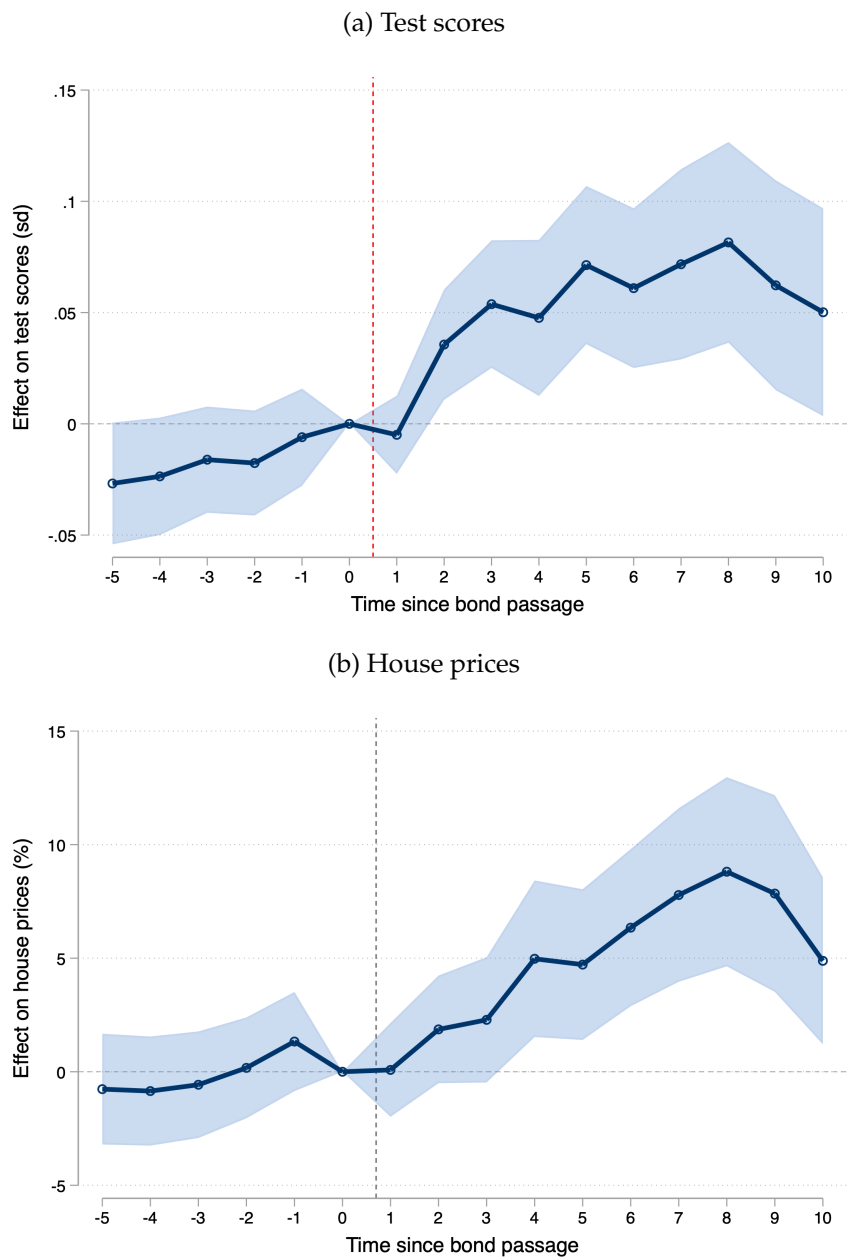 (a) Test scores
.15
.1
.05
0
-.05
Effect on test scores (sd)
-5 -4 -3 -2 -1 0 1 2 3 4 5 6 7 8 9 10
Time since bond passage
(b) House prices
15
10
5
0
-5
Effect on house prices (%)
-5 -4 -3 -2 -1 0 1 2 3 4 5 6 7 8 9 10
Time since bond passage